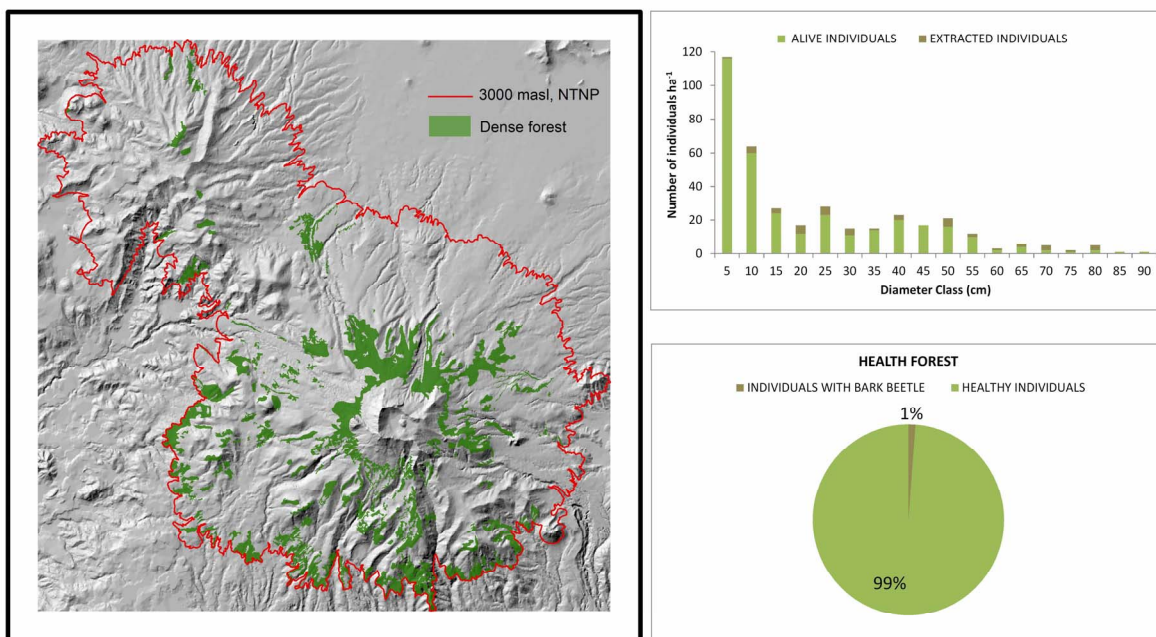 3000 masl, NTNP
Dense forest
ALIVE INDIVIDUALS EXTRACTED INDIVIDUALS
Number of individuals ha-1
120
100
80
60
40
20
0
5 10 15 20 25 30 35 40 45 50 55 60 65 70 75 80 85 90
Diameter Class (cm)
HEALTH FOREST
INDIVIDUALS WITH BARK BEETLE HEALTHY INDIVIDUALS
1%
99%